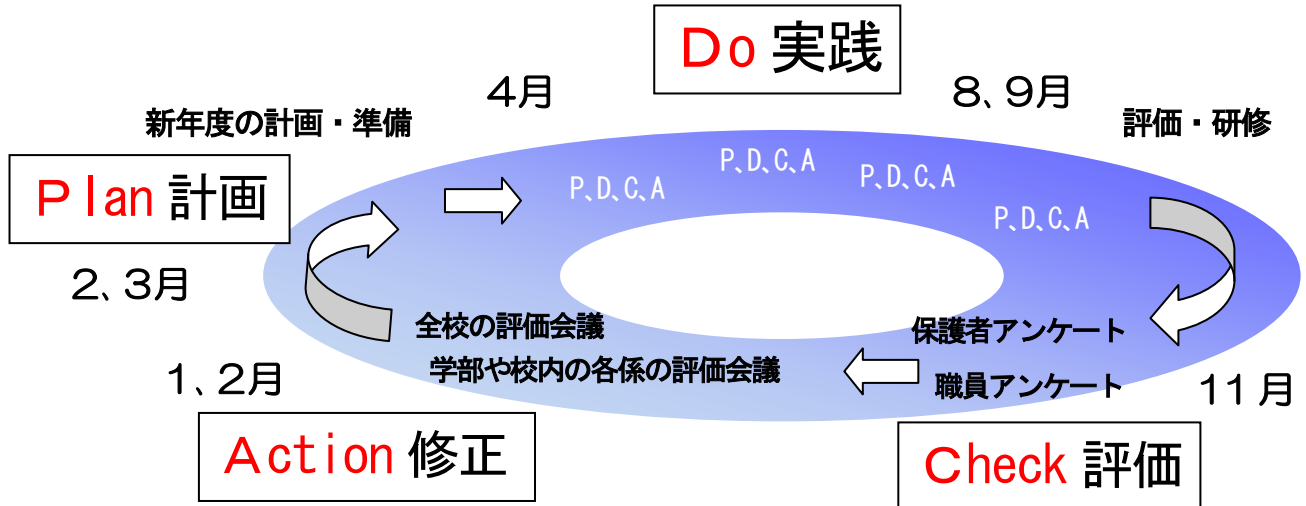 Do 実践
4月
8、9月
新年度の計画・準備
評価・研修
P、D、C、A
P、D、C、A
P、D、C、A
P、D、C、A
Plan 計画
2、3月
全校の評価会議
学部や校内の各係の評価会議
保護者アンケート
職員アンケート
1、2月
11月
Action 修正
Check 評価